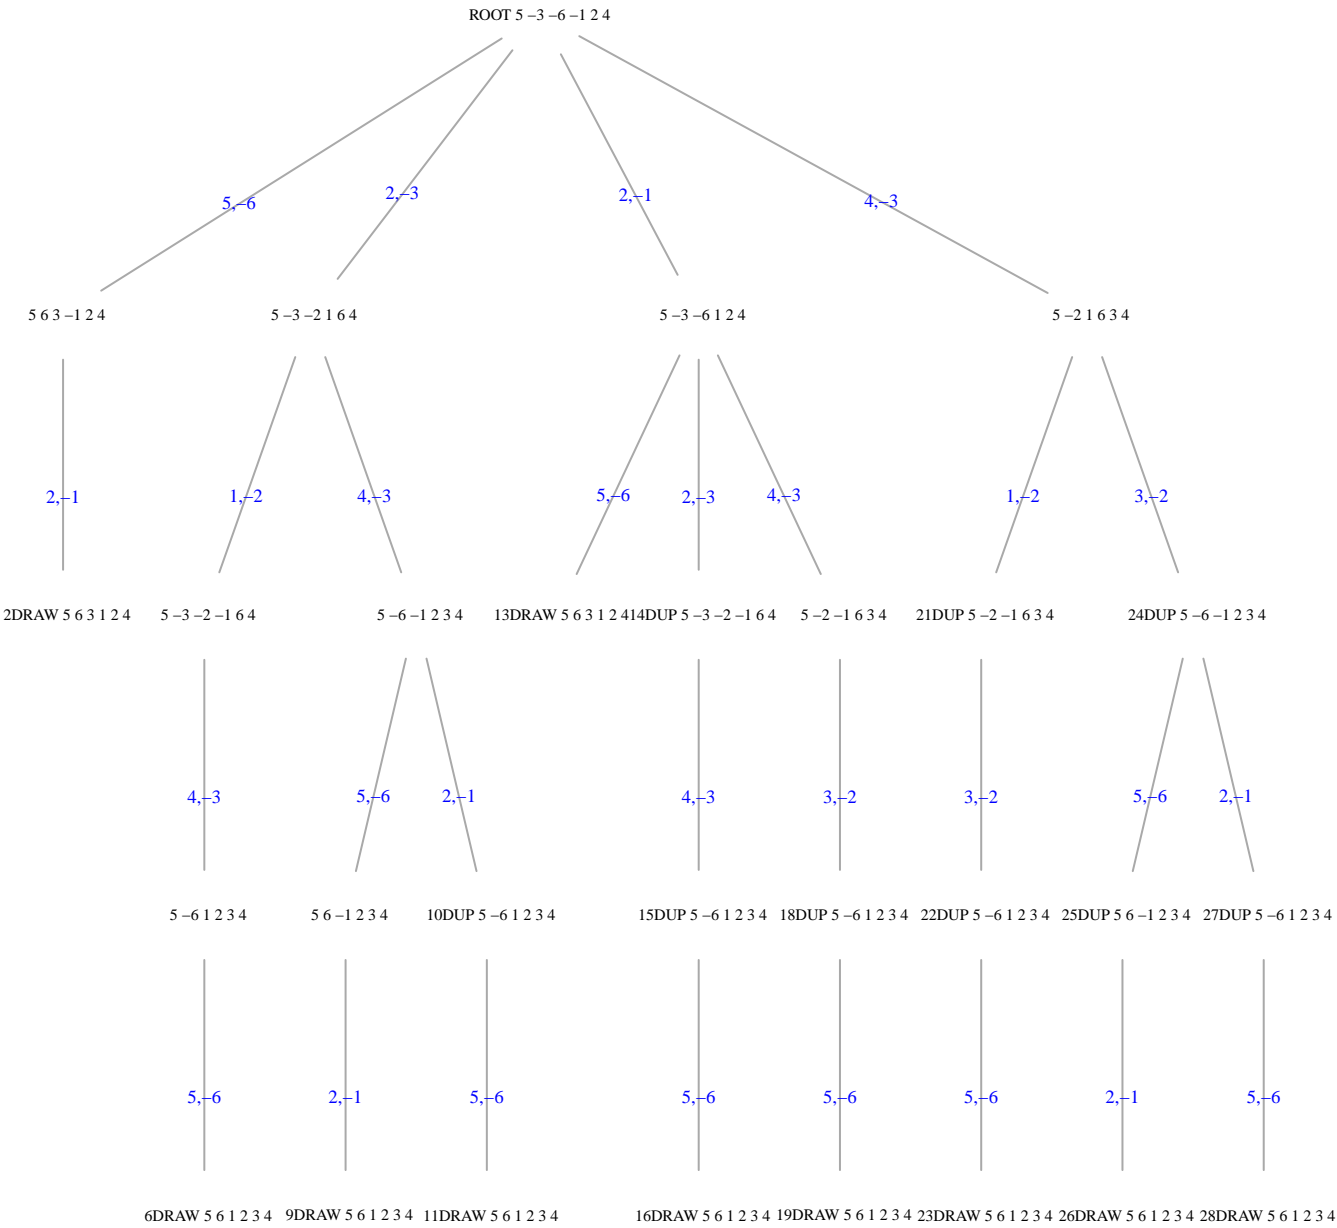 ROOT 5 −3 −6 −1 2 4
5,−6
2,−3
2,−1
4,−3
5 6 3 −1 2 4
5 −3 −2 1 6 4
5 −3 −6 1 2 4
5 −2 1 6 3 4
2,−1
1,−2
4,−3
5,−6
2,−3
4,−3
1,−2
3,−2
2DRAW 5 6 3 1 2 4
5 −3 −2 −1 6 4
5 −6 −1 2 3 4
13DRAW 5 6 3 1 2 4
14DUP 5 −3 −2 −1 6 4
5 −2 −1 6 3 4
21DUP 5 −2 −1 6 3 4
24DUP 5 −6 −1 2 3 4
4,−3
5,−6
2,−1
4,−3
3,−2
3,−2
5,−6
2,−1
5 −6 1 2 3 4
5 6 −1 2 3 4
10DUP 5 −6 1 2 3 4
15DUP 5 −6 1 2 3 4
18DUP 5 −6 1 2 3 4
22DUP 5 −6 1 2 3 4
25DUP 5 6 −1 2 3 4
27DUP 5 −6 1 2 3 4
5,−6
2,−1
5,−6
5,−6
5,−6
5,−6
2,−1
5,−6
6DRAW 5 6 1 2 3 4
9DRAW 5 6 1 2 3 4
11DRAW 5 6 1 2 3 4
16DRAW 5 6 1 2 3 4
19DRAW 5 6 1 2 3 4
23DRAW 5 6 1 2 3 4
26DRAW 5 6 1 2 3 4
28DRAW 5 6 1 2 3 4